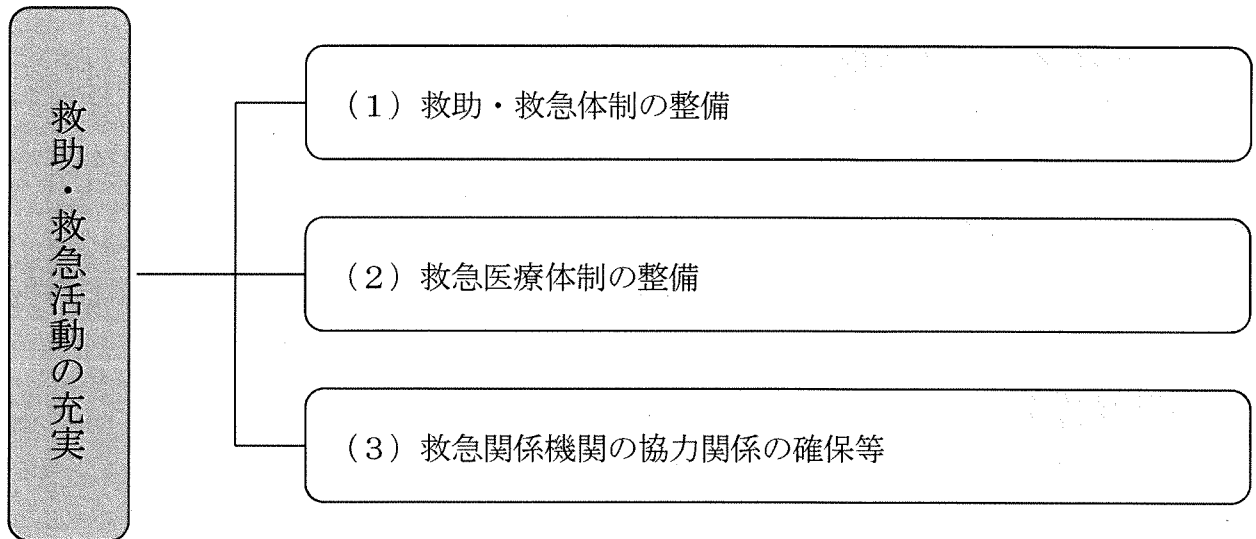 救助・救急活動の充実
（１）救助・救急体制の整備
（２）救急医療体制の整備
（３）救急関係機関の協力関係の確保等